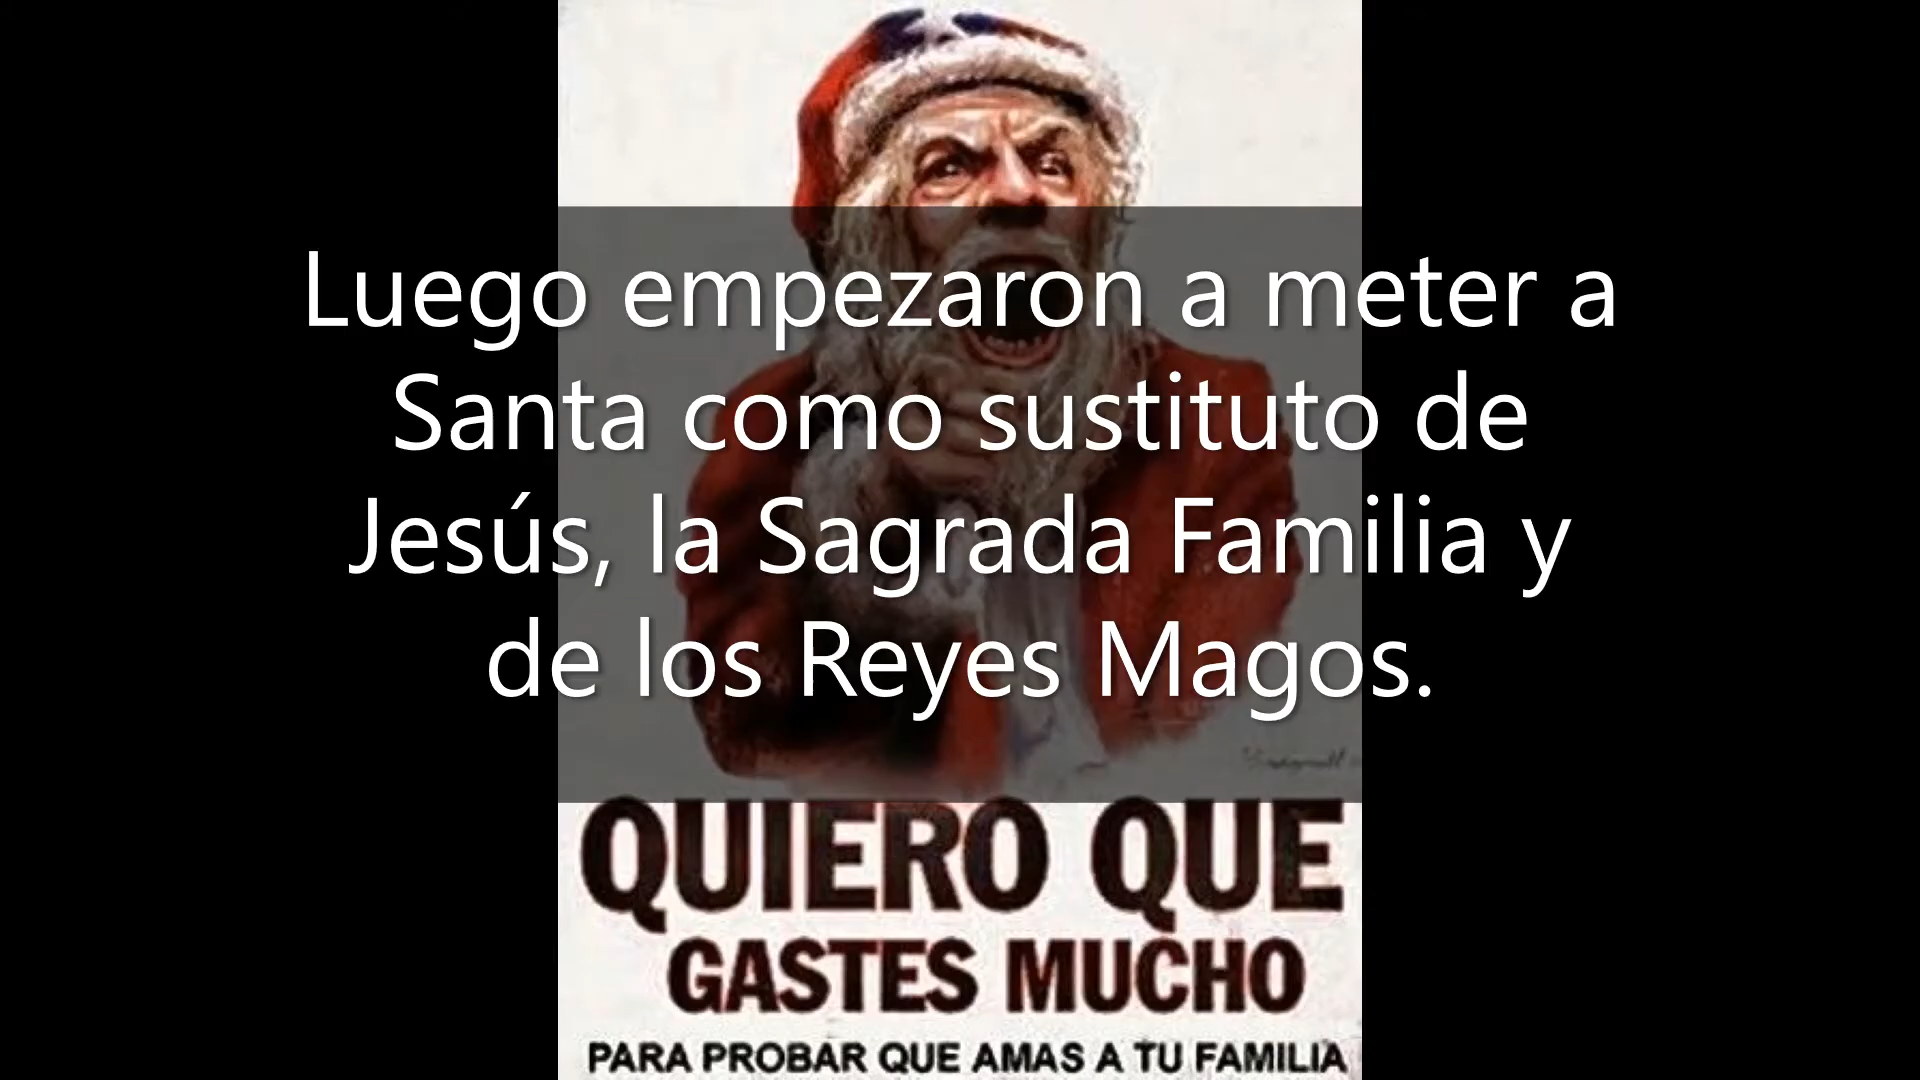 Luego empezaron a meter a
Santa como sustituto de
Jesús, la Sagrada Familia y
de los Reyes Magos.
QUIERO QUE
GASTES MUCHO
PARA PROBAR QUE AMAS A TU FAMILIA